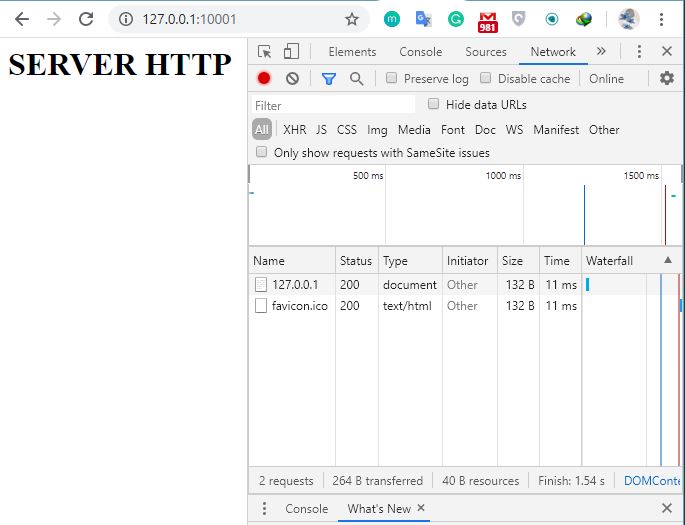 127.0.0.1:10001
981
SERVER HTTP
Elements Console Sources Network »
Preserve log Disable cache Online
Filter Hide data URLs
All XHR JS CSS Img Media Font Doc WS Manifest Other
Only show requests with SameSite issues
500 ms 1000 ms 1500 ms
Name Status Type Initiator Size Time Waterfall
127.0.0.1 200 document Other 132 B 11 ms
favicon.ico 200 text/html Other 132 B 11 ms
2 requests 264 B transferred 40 B resources Finish: 1.54 s DOMConte
Console What's New